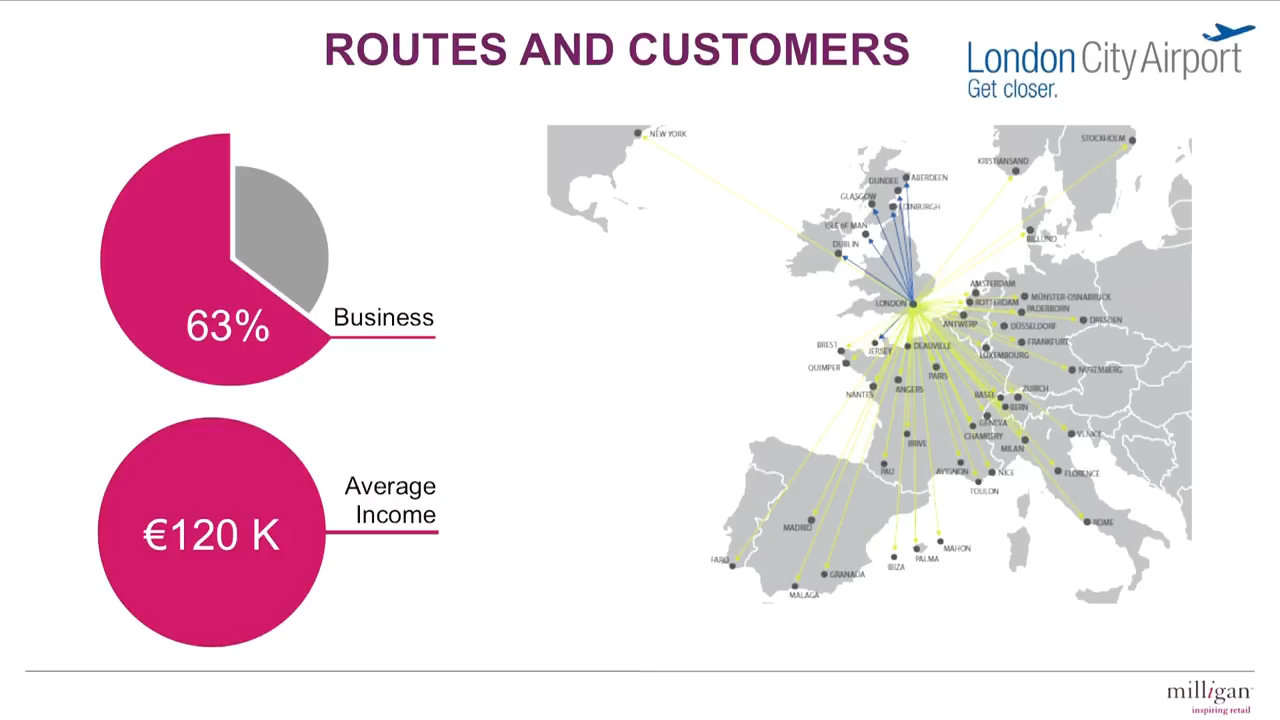 ROUTES AND CUSTOMERS
London City Airport
Get closer.
63%
Business
€120 K
Average
Income
NEW YORK
STOCKHOLM
KRISTIANSAND
DUNDEE
ABERDEEN
GLASGOW
EDINBURGH
ISLE OF MAN
DUBLIN
BILLUND
AMSTERDAM
LONDON
ROTTERDAM
MÜNSTER-OSNABRUCK
PADERBORN
ANTWERP
DÜSSELDORF
DRESDEN
BREST
JERSEY
DEAUVILLE
FRANKFURT
LUXEMBOURG
QUIMPER
PARIS
NUREMBERG
NANTES
ANGERS
BASEL
ZURICH
BERN
GENEVA
CHAMBERY
BRIVE
MILAN
VENICE
PAU
AVIGNON
NICE
FLORENCE
TOULON
MADRID
ROME
FARO
IBIZA
PALMA
MAHON
GRANADA
MALAGA
milligan
inspiring retail